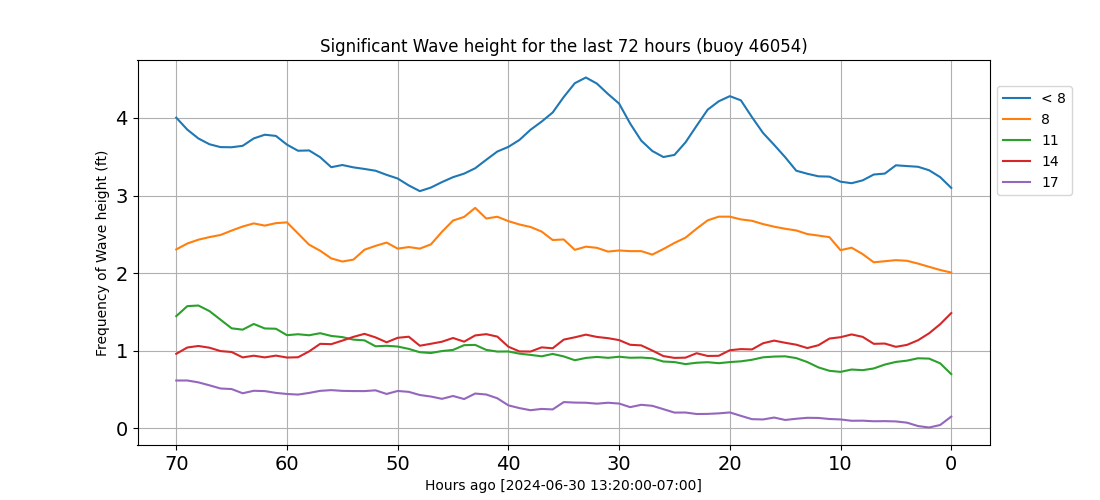 Significant Wave height for the last 72 hours (buoy 46054)
Frequency of Wave height (ft)
4
3
2
1
0
70 60 50 40 30 20 10 0
Hours ago [2024-06-30 13:20:00-07:00]
< 8
8
11
14
17